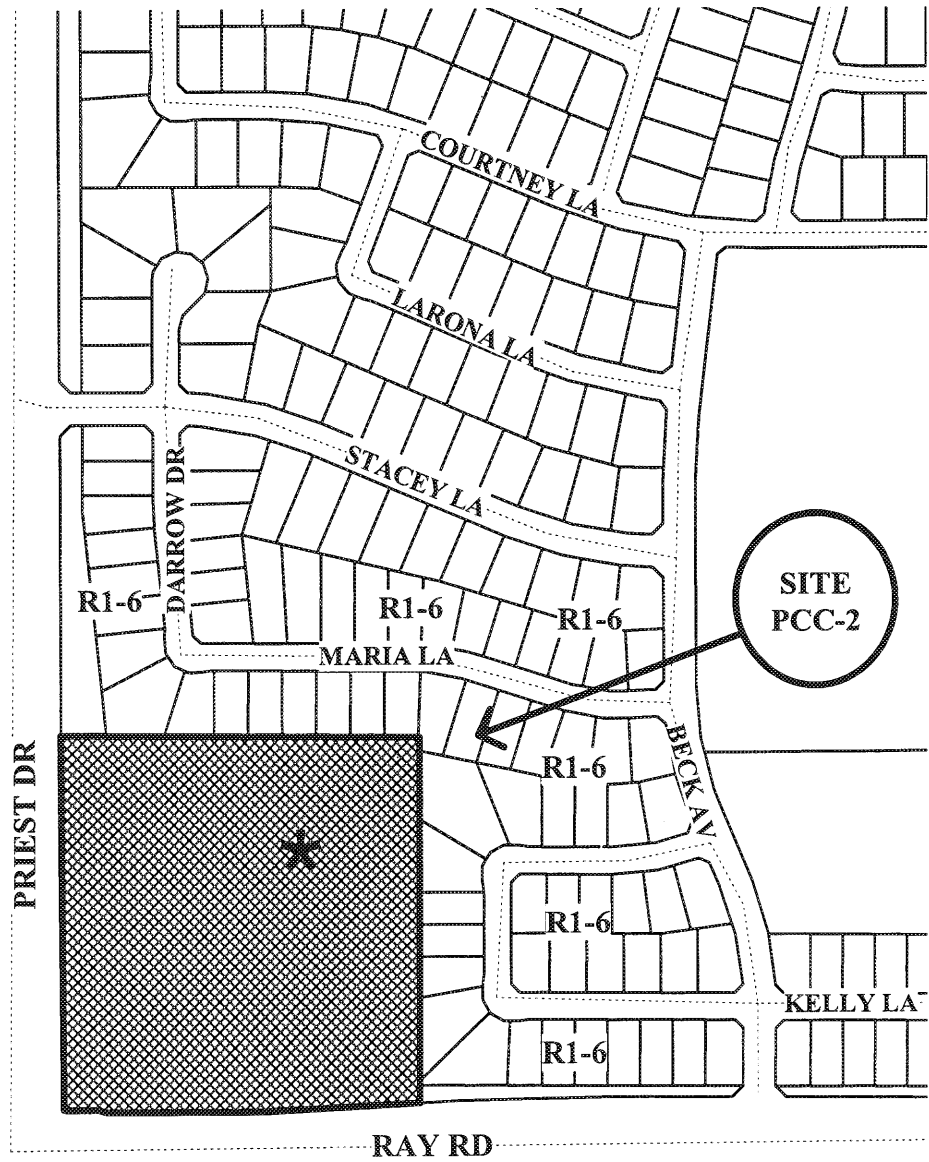 COURTNEY LA
LARONA LA
STACEY LA
DARROW DR
SITE
PCC-2
R1-6
R1-6
R1-6
MARIA LA
BECK AV
PRIEST DR
R1-6
*
R1-6
KELLY LA
R1-6
RAY RD